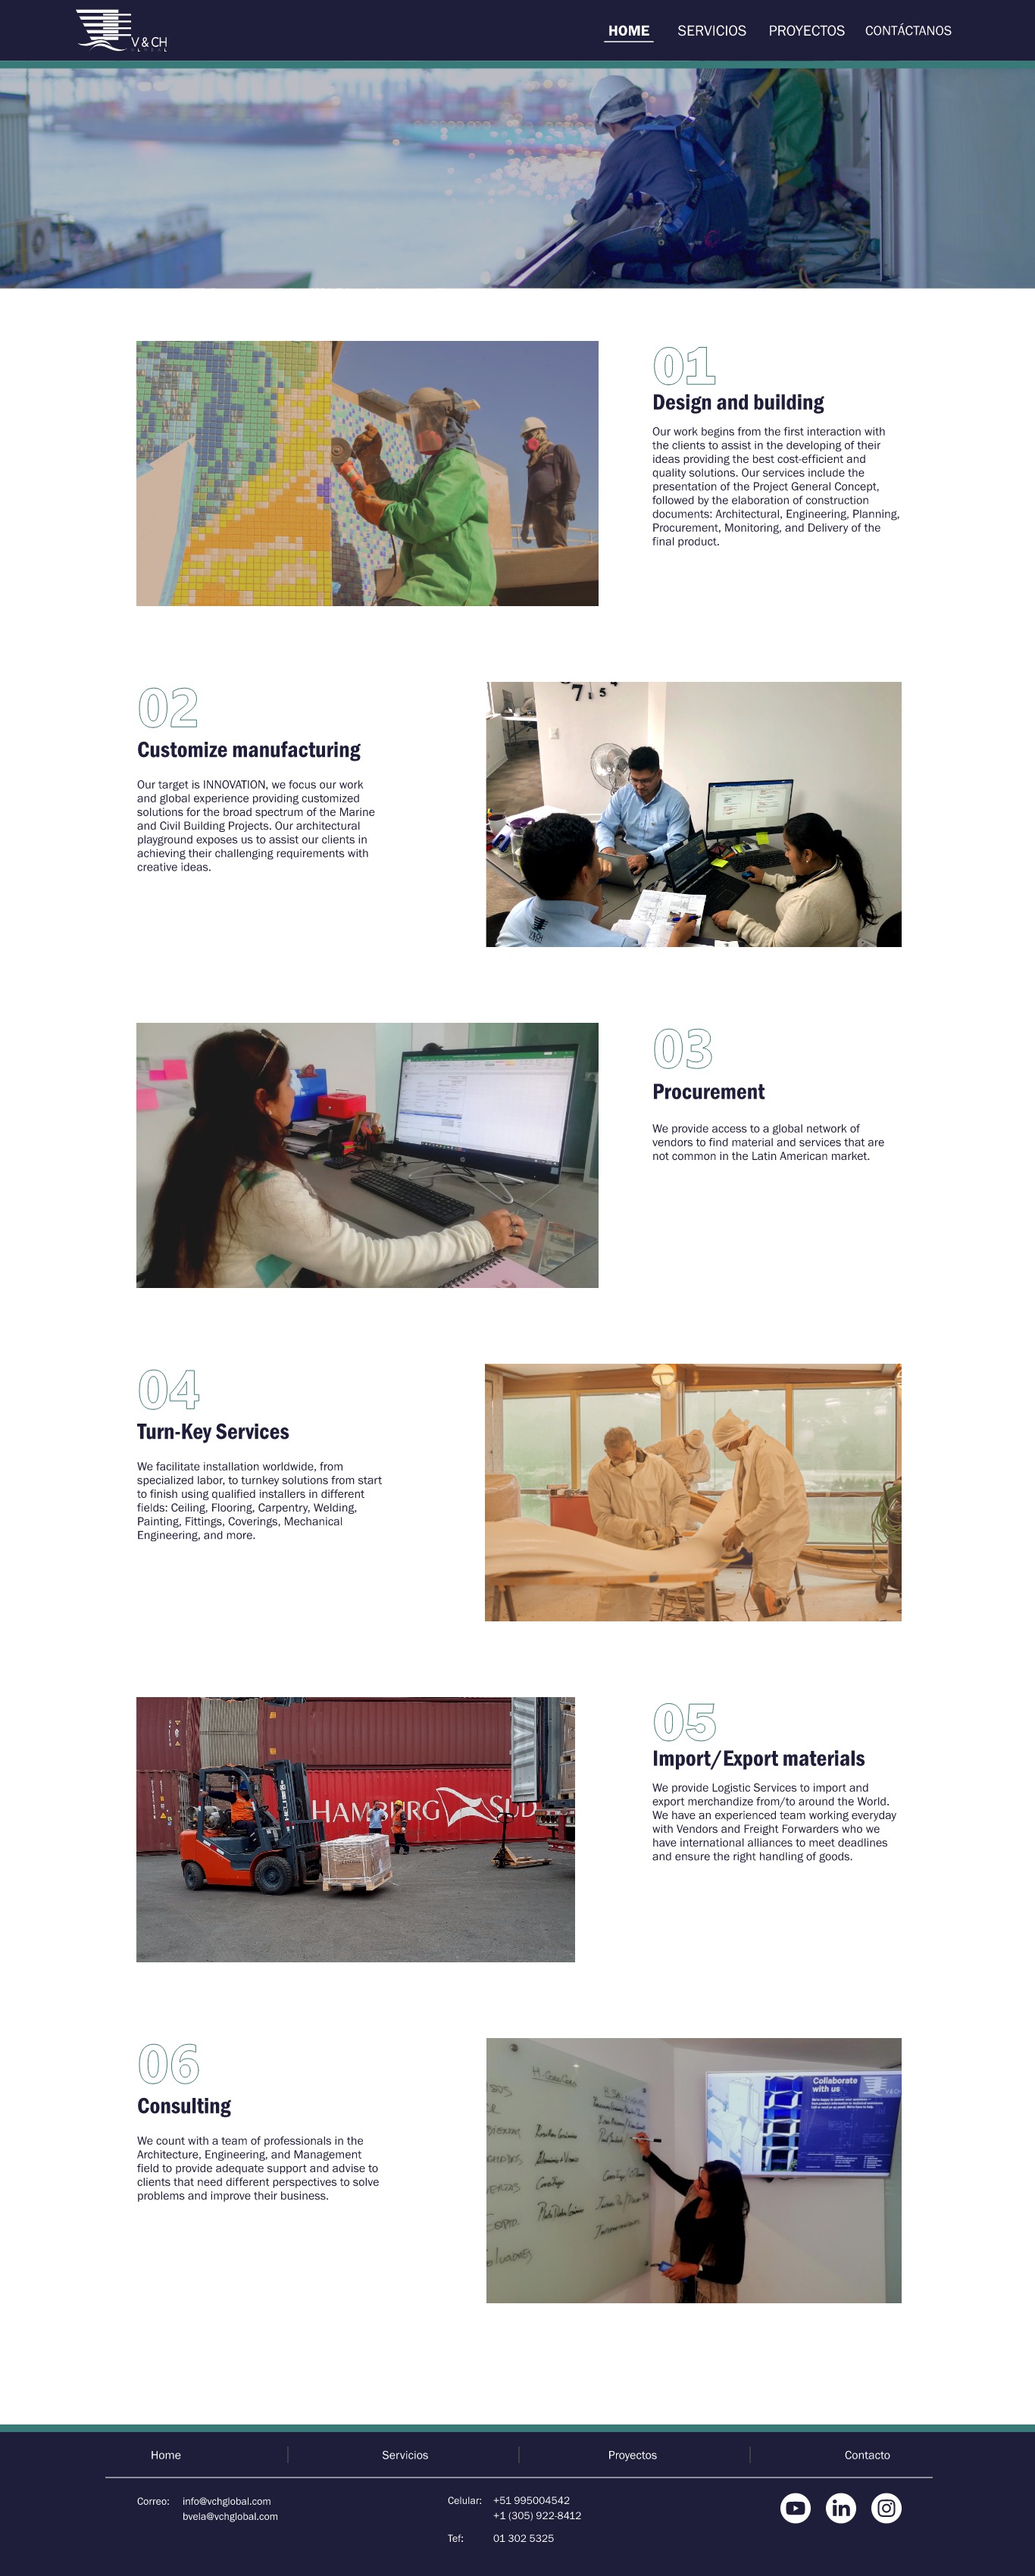 V & CH
GLOBAL
HOME SERVICIOS PROYECTOS CONTÁCTANOS
01
Design and building
Our work begins from the first interaction with
the clients to assist in the developing of their
ideas providing the best cost-efficient and
quality solutions. Our services include the
presentation of the Project General Concept,
followed by the elaboration of construction
documents: Architectural, Engineering, Planning,
Procurement, Monitoring, and Delivery of the
final product.
02
Customize manufacturing
Our target is INNOVATION, we focus our work
and global experience providing customized
solutions for the broad spectrum of the Marine
and Civil Building Projects. Our architectural
playground exposes us to assist our clients in
achieving their challenging requirements with
creative ideas.
7 5
V&CH
03
Procurement
We provide access to a global network of
vendors to find material and services that are
not common in the Latin American market.
04
Turn-Key Services
We facilitate installation worldwide, from
specialized labor, to turnkey solutions from start
to finish using qualified installers in different
fields: Ceiling, Flooring, Carpentry, Welding,
Painting, Fittings, Coverings, Mechanical
Engineering, and more.
HAMBURG SÜD
05
Import/Export materials
We provide Logistic Services to import and
export merchandize from/to around the World.
We have an experienced team working everyday
with Vendors and Freight Forwarders who we
have international alliances to meet deadlines
and ensure the right handling of goods.
06
Consulting
We count with a team of professionals in the
Architecture, Engineering, and Management
field to provide adequate support and advise to
clients that need different perspectives to solve
problems and improve their business.
Collaborate
with us
V&CH
Home Servicios Proyectos Contacto
Correo: info@vchglobal.com
bvela@vchglobal.com
Celular: +51 995004542
+1 (305) 922-8412
Tef: 01 302 5325